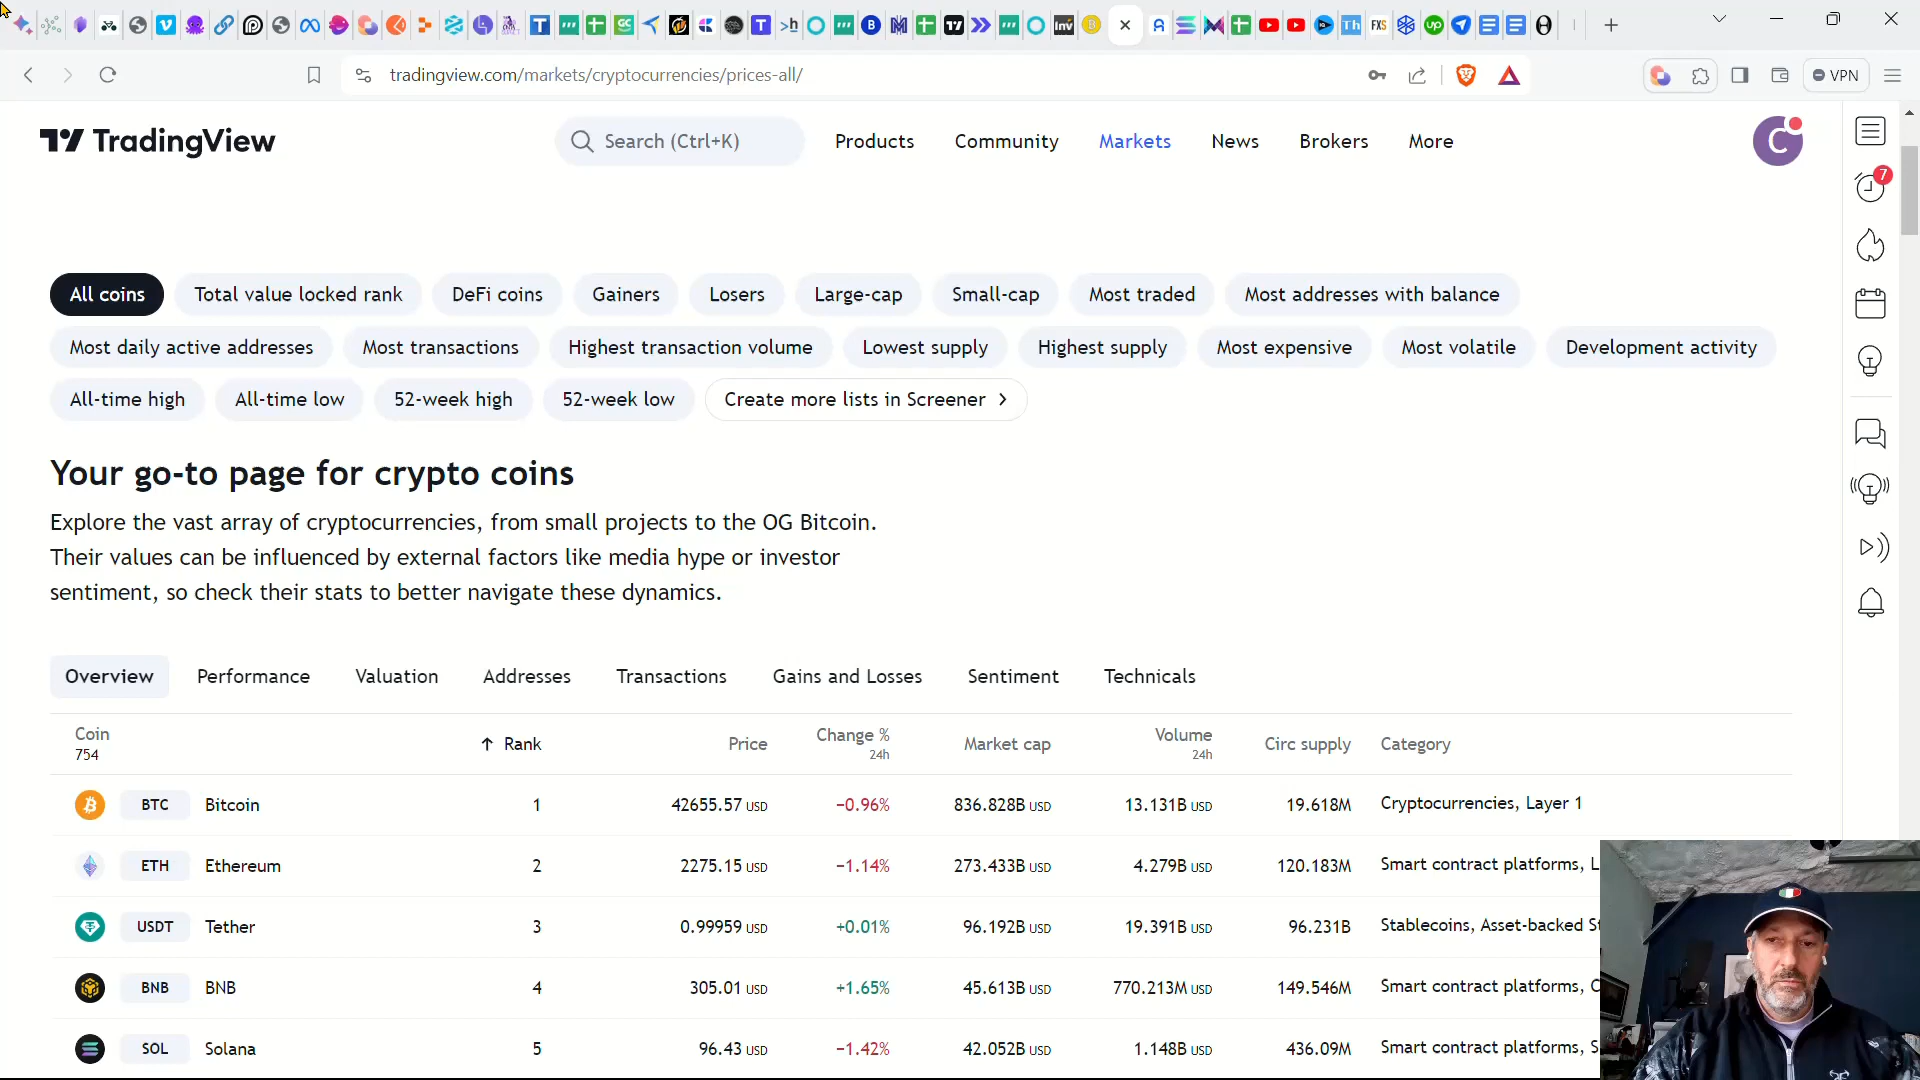 tradingview.com/markets/cryptocurrencies/prices-all/
VPN
TradingView
Search (Ctrl+K)
Products
Community
Markets
News
Brokers
More
C
7
All coins
Total value locked rank
DeFi coins
Gainers
Losers
Large-cap
Small-cap
Most traded
Most addresses with balance
Most daily active addresses
Most transactions
Highest transaction volume
Lowest supply
Highest supply
Most expensive
Most volatile
Development activity
All-time high
All-time low
52-week high
52-week low
Create more lists in Screener
Your go-to page for crypto coins
Explore the vast array of cryptocurrencies, from small projects to the OG Bitcoin.
Their values can be influenced by external factors like media hype or investor
sentiment, so check their stats to better navigate these dynamics.
Overview
Performance
Valuation
Addresses
Transactions
Gains and Losses
Sentiment
Technicals
Coin
754
Rank
Price
Change %
24h
Market cap
Volume
24h
Circ supply
Category
BTC Bitcoin 1 42655.57 USD −0.96% 836.828B USD 13.131B USD 19.618M Cryptocurrencies, Layer 1
ETH Ethereum 2 2275.15 USD −1.14% 273.433B USD 4.279B USD 120.183M Smart contract platforms, L
USDT Tether 3 0.99959 USD +0.01% 96.192B USD 19.391B USD 96.231B Stablecoins, Asset-backed St
BNB BNB 4 305.01 USD +1.65% 45.613B USD 770.213M USD 149.546M Smart contract platforms, C
SOL Solana 5 96.43 USD −1.42% 42.052B USD 1.148B USD 436.09M Smart contract platforms, S